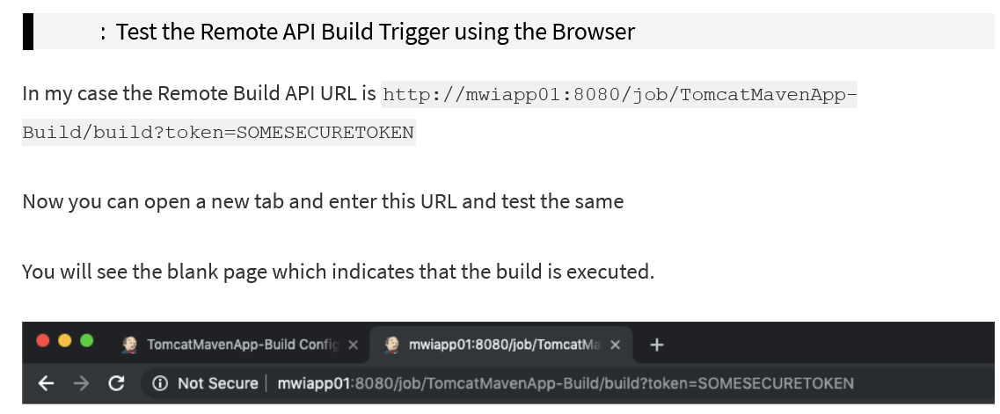 : Test the Remote API Build Trigger using the Browser
In my case the Remote Build API URL is http://mwiapp01:8080/job/TomcatMavenApp-
Build/build?token=SOMESECURETOKEN
Now you can open a new tab and enter this URL and test the same
You will see the blank page which indicates that the build is executed.
TomcatMavenApp-Build Config mwiapp01:8080/job/TomcatMa
Not Secure mwiapp01:8080/job/TomcatMavenApp-Build/build?token=SOMESECURETOKEN